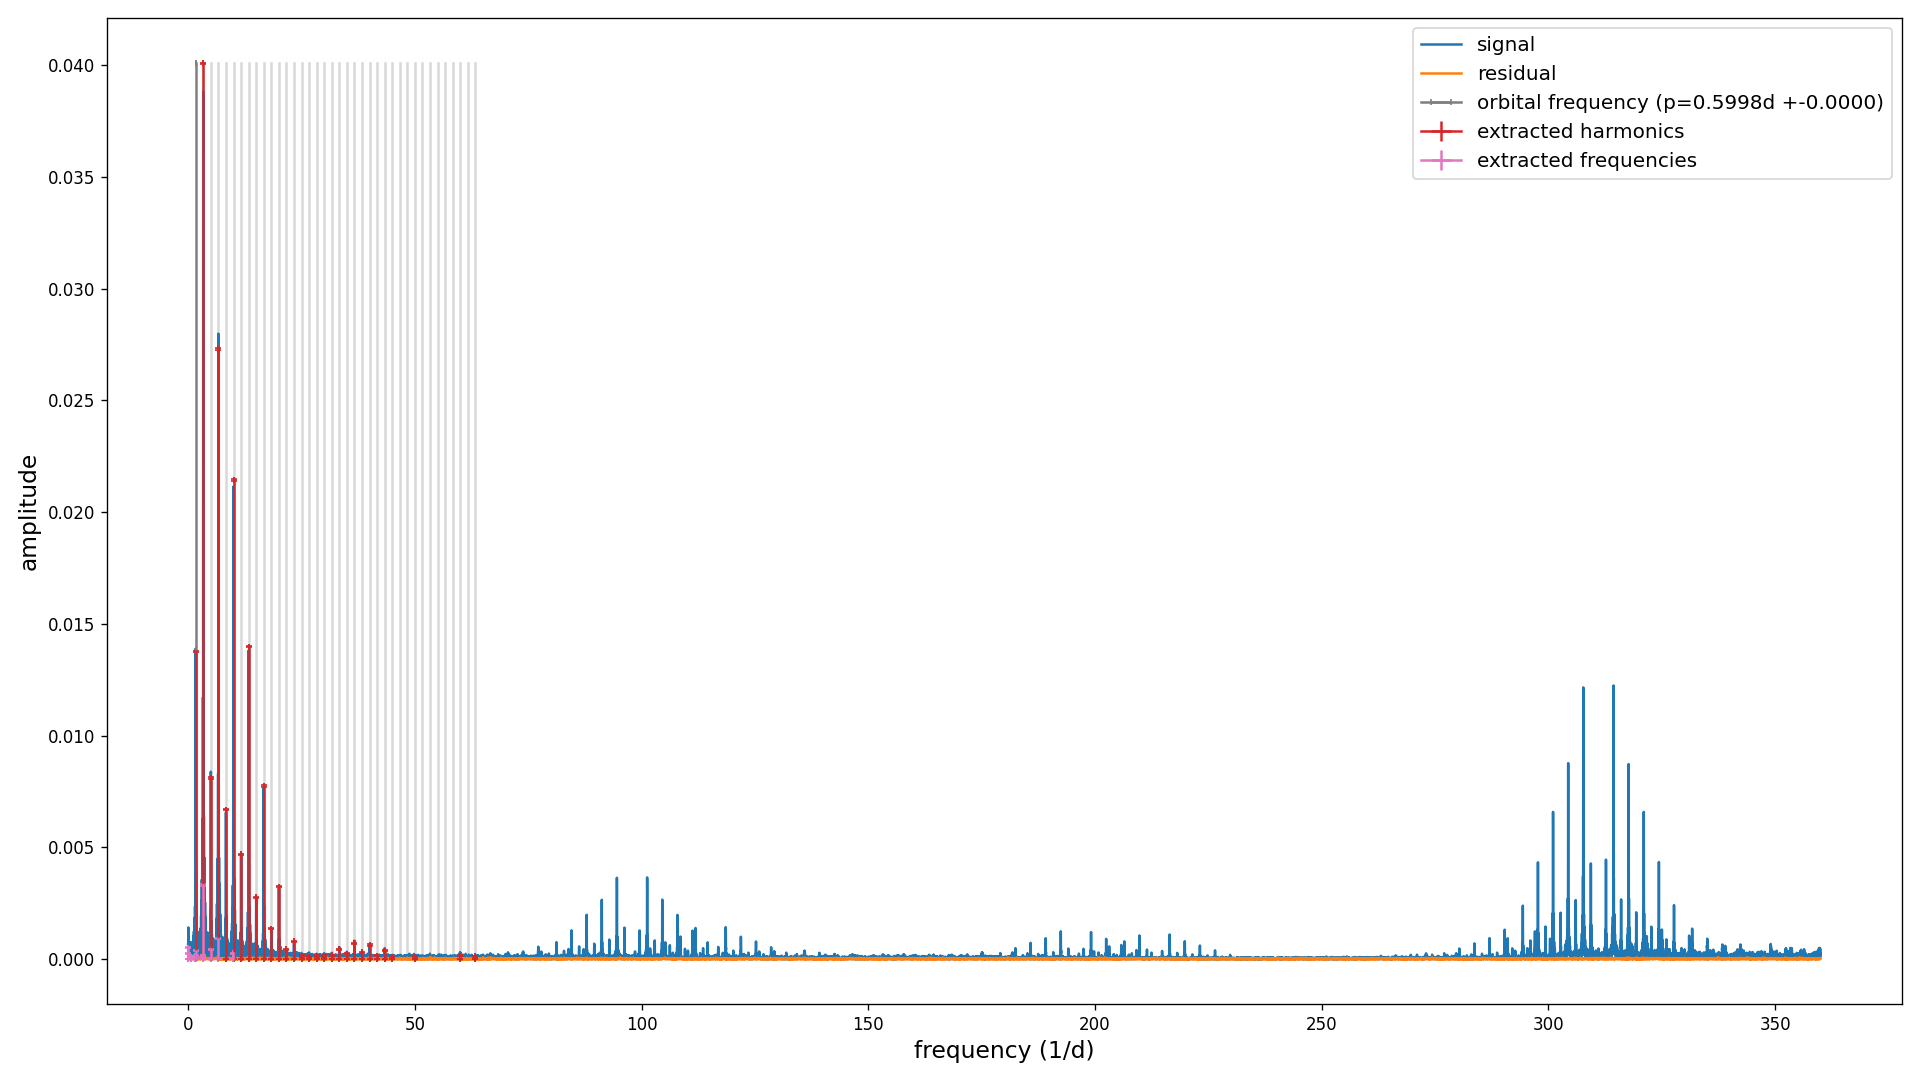 signal
residual
orbital frequency (p=0.5998d +-0.0000)
extracted harmonics
extracted frequencies
0.040
0.035
0.030
0.025
0.020
0.015
0.010
0.005
0.000
amplitude
0 50 100 150 200 250 300 350
frequency (1/d)